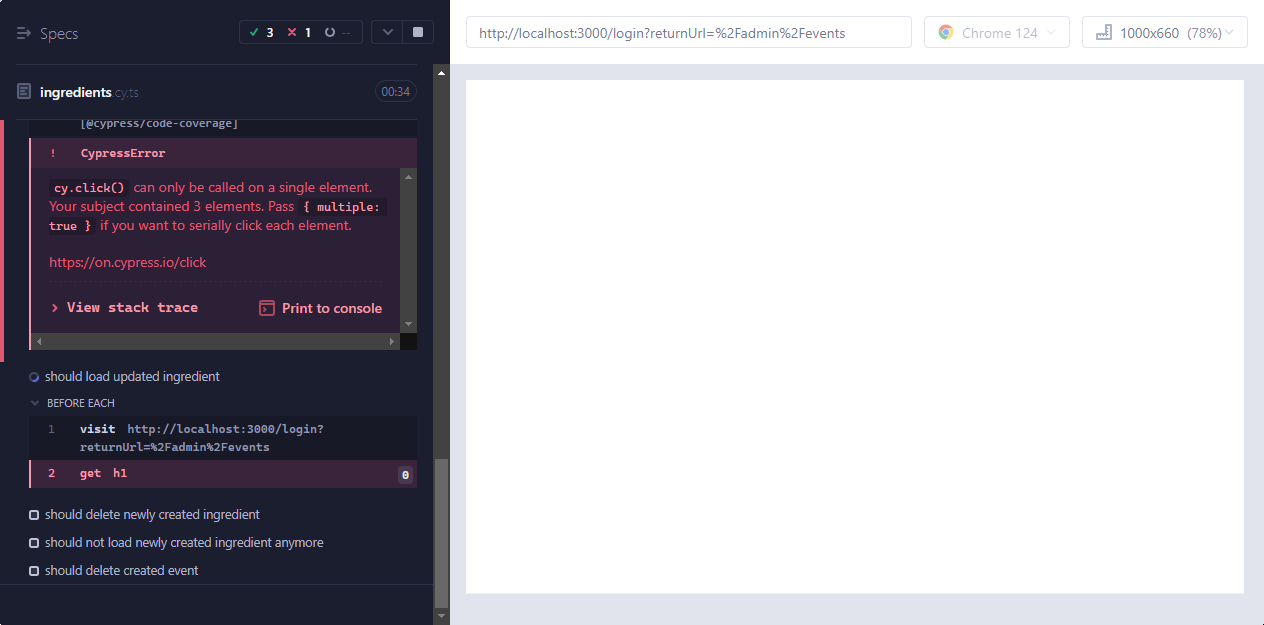 Specs
3 1 --
http://localhost:3000/login?returnUrl=%2Fadmin%2Fevents
Chrome 124
1000x660 (78%)
ingredients.cy.ts
00:34
[@cypress/code-coverage]
! CypressError
cy.click() can only be called on a single element.
Your subject contained 3 elements. Pass { multiple:
true } if you want to serially click each element.
https://on.cypress.io/click
View stack trace
Print to console
should load updated ingredient
BEFORE EACH
1 visit http://localhost:3000/login?
returnUrl=%2Fadmin%2Fevents
2 get h1 0
should delete newly created ingredient
should not load newly created ingredient anymore
should delete created event